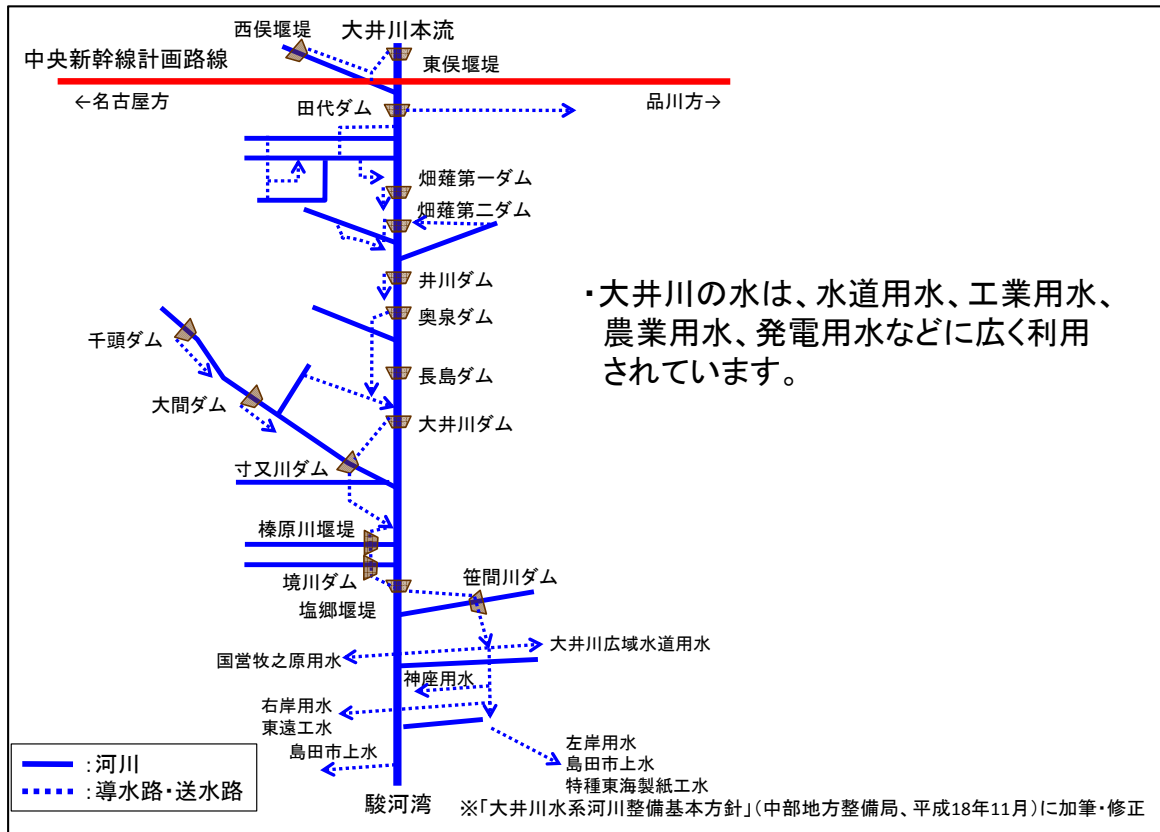 西俣堰堤
大井川本流
中央新幹線計画路線
東俣堰堤
←名古屋方
品川方→
田代ダム
畑薙第一ダム
畑薙第二ダム
井川ダム
・大井川の水は、水道用水、工業用水、
農業用水、発電用水などに広く利用
されています。
奥泉ダム
千頭ダム
長島ダム
大間ダム
大井川ダム
寸又川ダム
榛原川堰堤
境川ダム
笹間川ダム
塩郷堰堤
大井川広域水道用水
国営牧之原用水
神座用水
右岸用水
東遠工水
島田市上水
左岸用水
島田市上水
特種東海製紙工水
:河川
:導水路・送水路
駿河湾
※「大井川水系河川整備基本方針」(中部地方整備局、平成18年11月)に加筆・修正